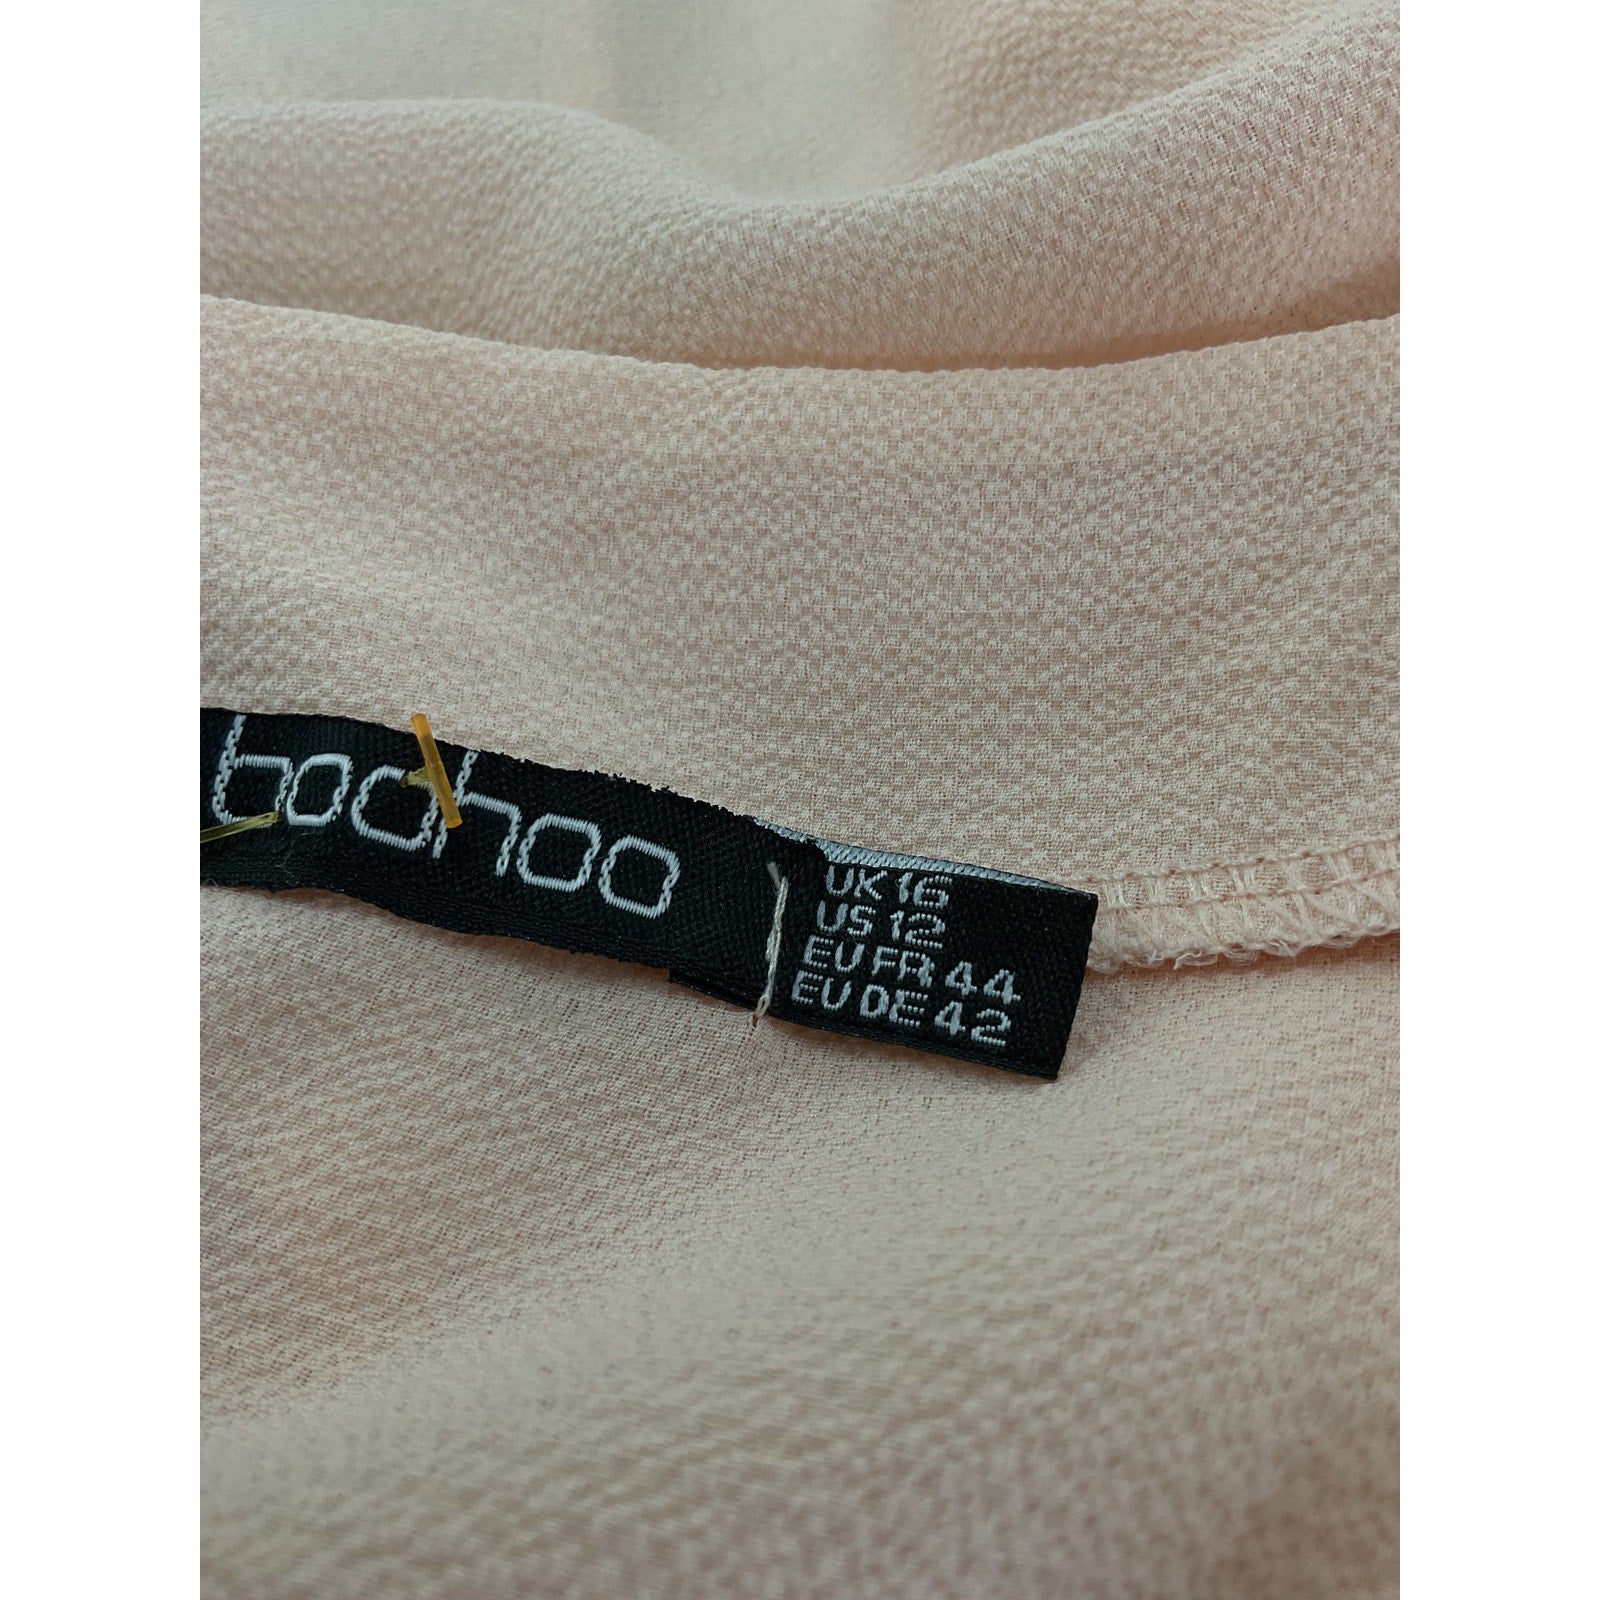 boohoo
UK 16
US 12
EU FR 44
EU DE 42